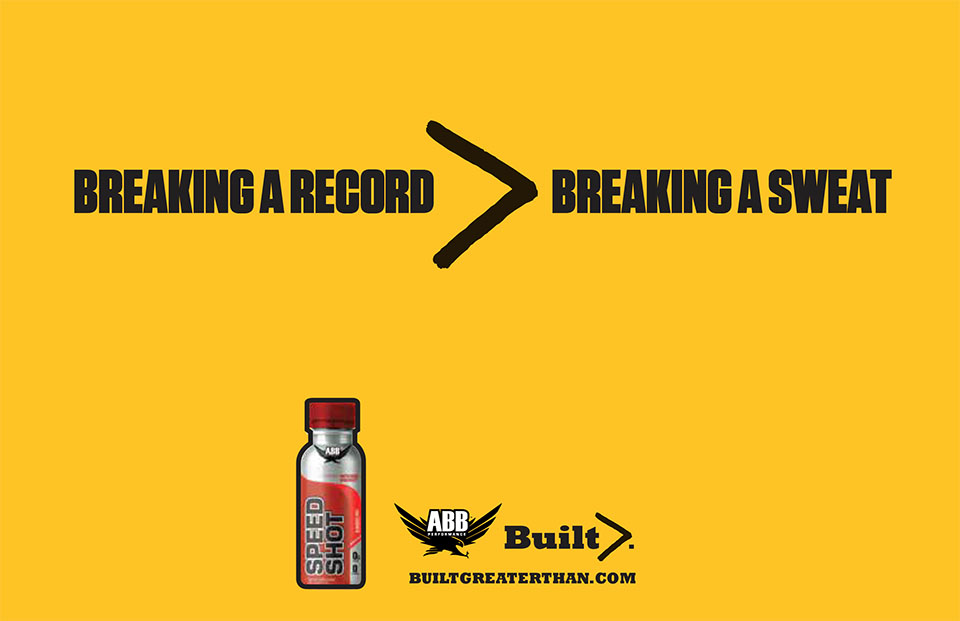 BREAKING A RECORD > BREAKING A SWEAT
ABB
SPEED
SHOT
ABB
PERFORMANCE
Built>.
BUILTGREATERTHAN.COM